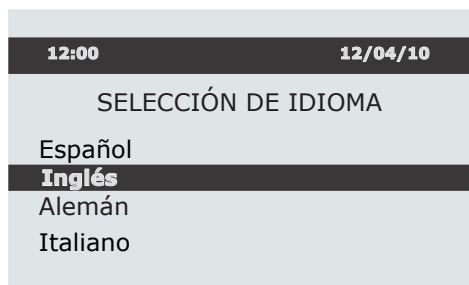 12:00 12/04/10
SELECCIÓN DE IDIOMA
Español
Inglés
Alemán
Italiano